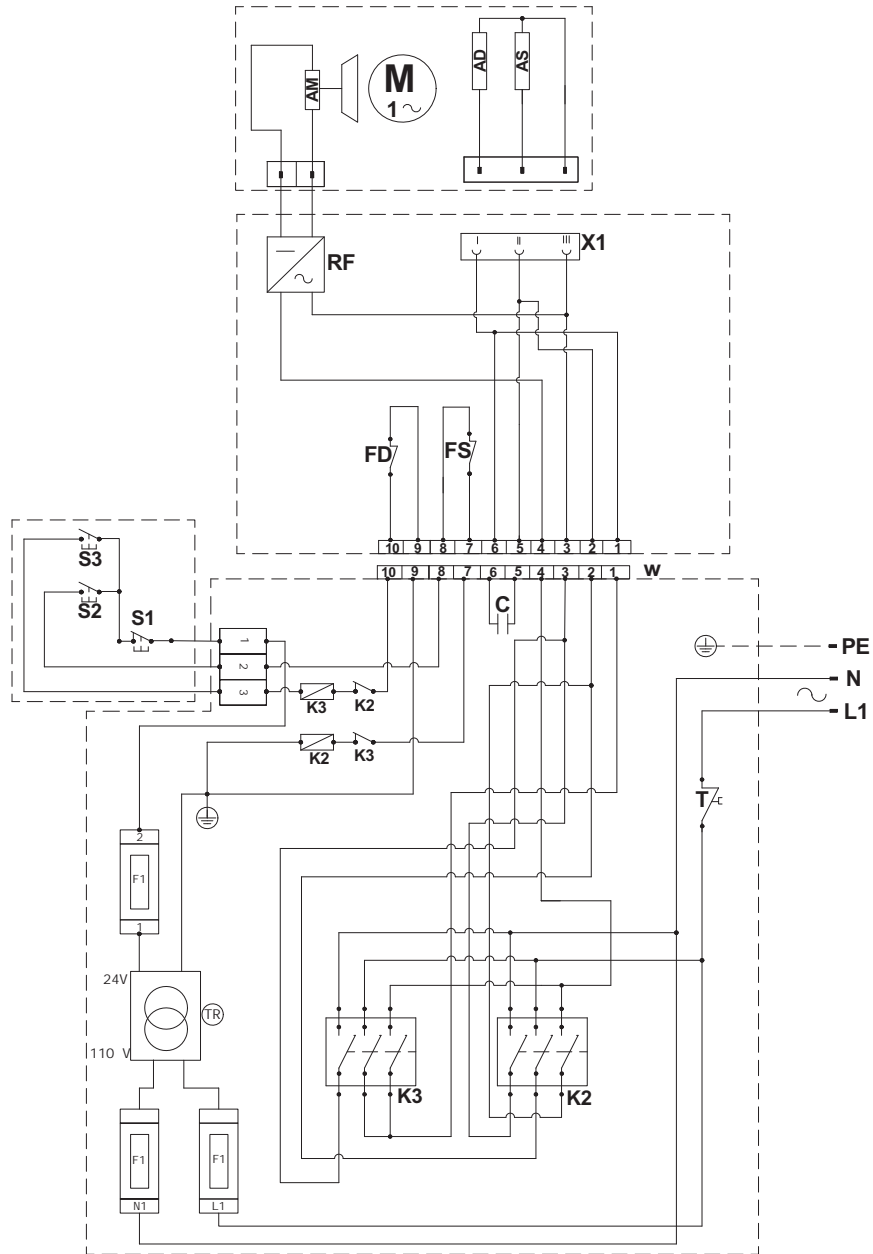 M
1~
AM
AD
AS
RF
I
II
III
X1
FD
FS
10 9 8 7 6 5 4 3 2 1
10 9 8 7 6 5 4 3 2 1
W
S3
S2
S1
1
2
3
C
K3
K2
K2
K3
PE
N
L1
T
2
F1
1
24V
TR
110 V
F1
N1
F1
L1
K3
K2